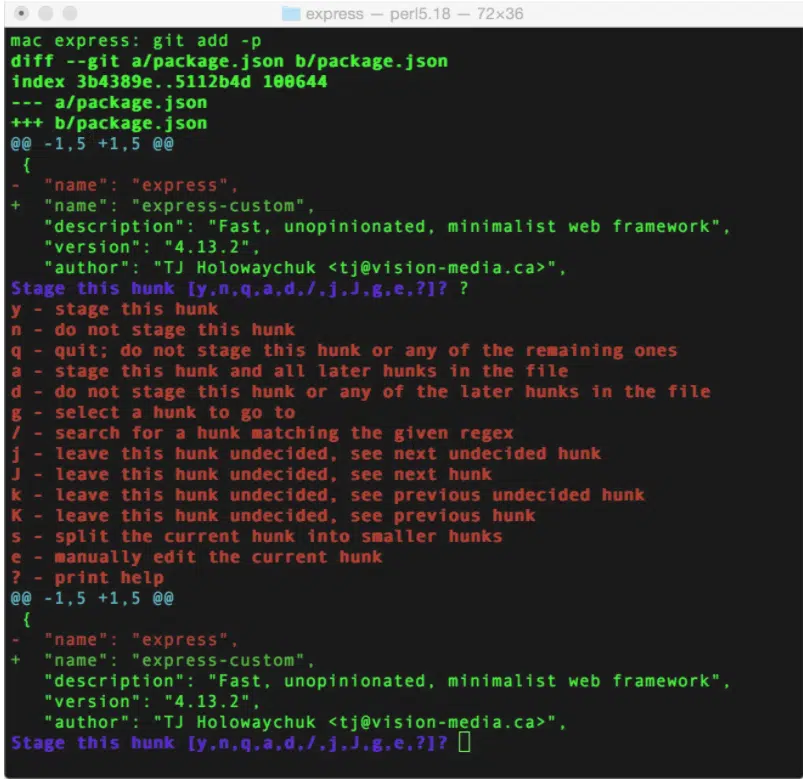 express — perl5.18 — 72×36
mac express: git add -p
diff --git a/package.json b/package.json
index 3b4389e..5112b4d 100644
--- a/package.json
+++ b/package.json
@@ -1,5 +1,5 @@
 {
-  "name": "express",
+  "name": "express-custom",
   "description": "Fast, unopinionated, minimalist web framework",
   "version": "4.13.2",
   "author": "TJ Holowaychuk <tj@vision-media.ca>",
Stage this hunk [y,n,q,a,d,/,j,J,g,e,?]? ?
y - stage this hunk
n - do not stage this hunk
q - quit; do not stage this hunk or any of the remaining ones
a - stage this hunk and all later hunks in the file
d - do not stage this hunk or any of the later hunks in the file
g - select a hunk to go to
/ - search for a hunk matching the given regex
j - leave this hunk undecided, see next undecided hunk
J - leave this hunk undecided, see next hunk
k - leave this hunk undecided, see previous undecided hunk
K - leave this hunk undecided, see previous hunk
s - split the current hunk into smaller hunks
e - manually edit the current hunk
? - print help
@@ -1,5 +1,5 @@
 {
-  "name": "express",
+  "name": "express-custom",
   "description": "Fast, unopinionated, minimalist web framework",
   "version": "4.13.2",
   "author": "TJ Holowaychuk <tj@vision-media.ca>",
Stage this hunk [y,n,q,a,d,/,j,J,g,e,?]?